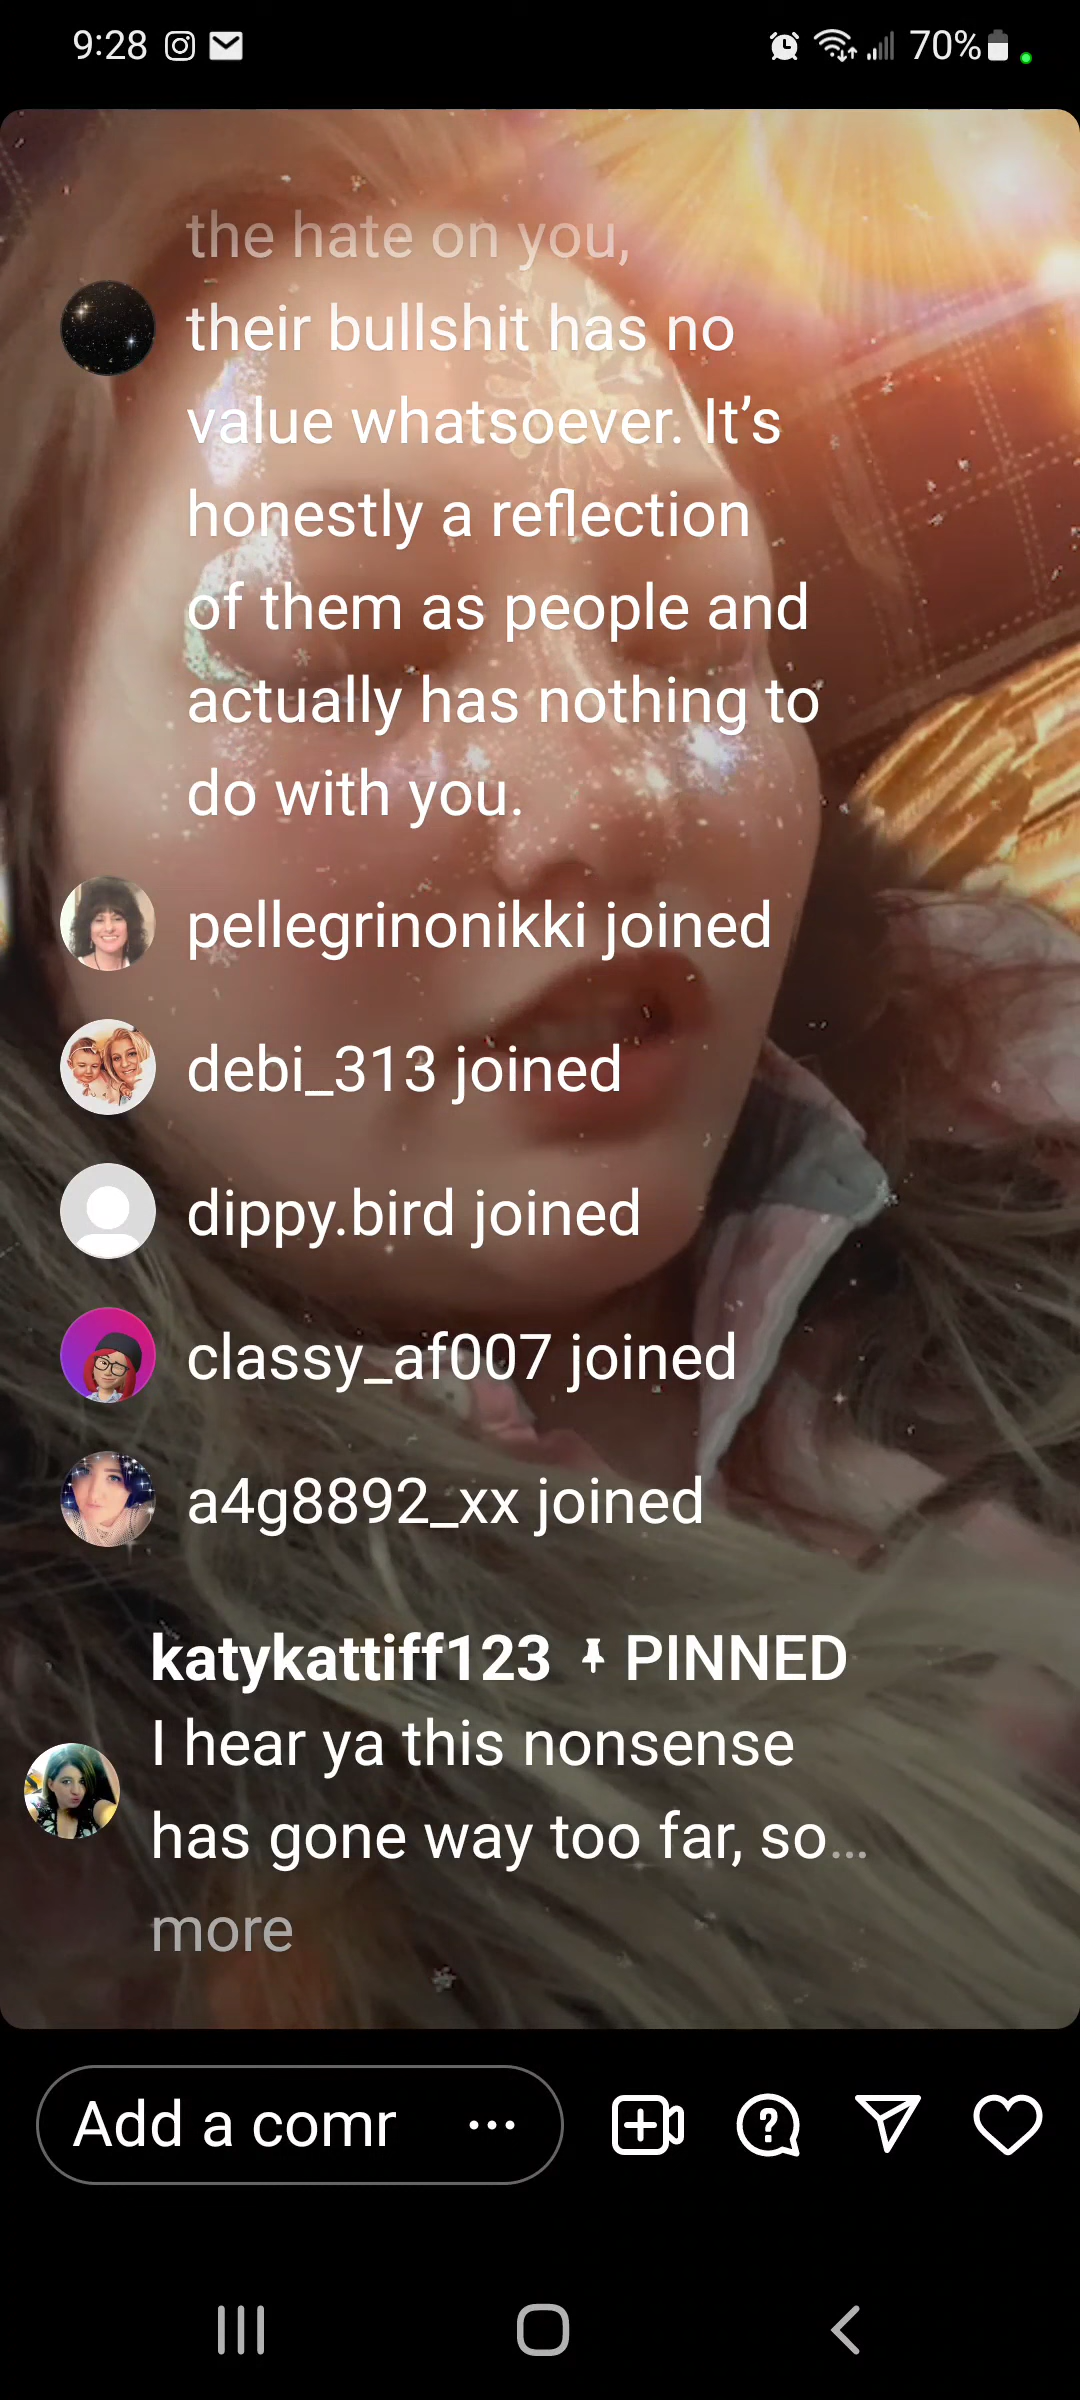 9:28 70%
the hate on you,
their bullshit has no
value whatsoever. It’s
honestly a reflection
of them as people and
actually has nothing to
do with you.
pellegrinonikki joined
debi_313 joined
dippy.bird joined
classy_af007 joined
a4g8892_xx joined
katykattiff123 PINNED
I hear ya this nonsense
has gone way too far, so...
more
Add a comr ...